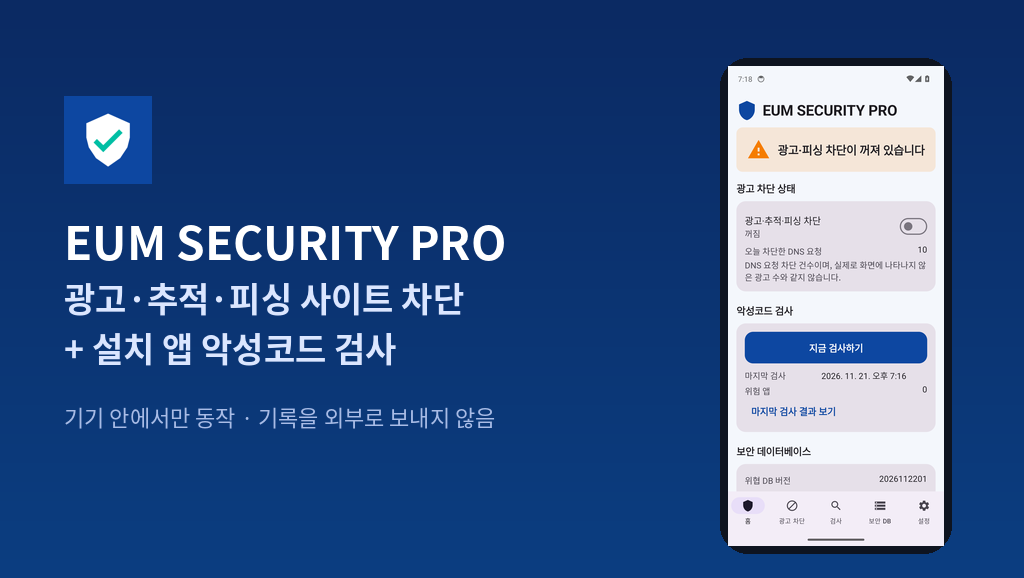 EUM SECURITY PRO
광고·추적·피싱 사이트 차단
+ 설치 앱 악성코드 검사
기기 안에서만 동작 · 기록을 외부로 보내지 않음
7:18
EUM SECURITY PRO
광고·피싱 차단이 꺼져 있습니다
광고 차단 상태
광고·추적·피싱 차단
꺼짐
오늘 차단한 DNS 요청 10
DNS 요청 차단 건수이며, 실제로 화면에 나타나지 않
은 광고 수와 같지 않습니다.
악성코드 검사
지금 검사하기
마지막 검사 2026. 11. 21. 오후 7:16
위험 앱 0
마지막 검사 결과 보기
보안 데이터베이스
위협 DB 버전 2026112201
홈 광고 차단 검사 보안 DB 설정